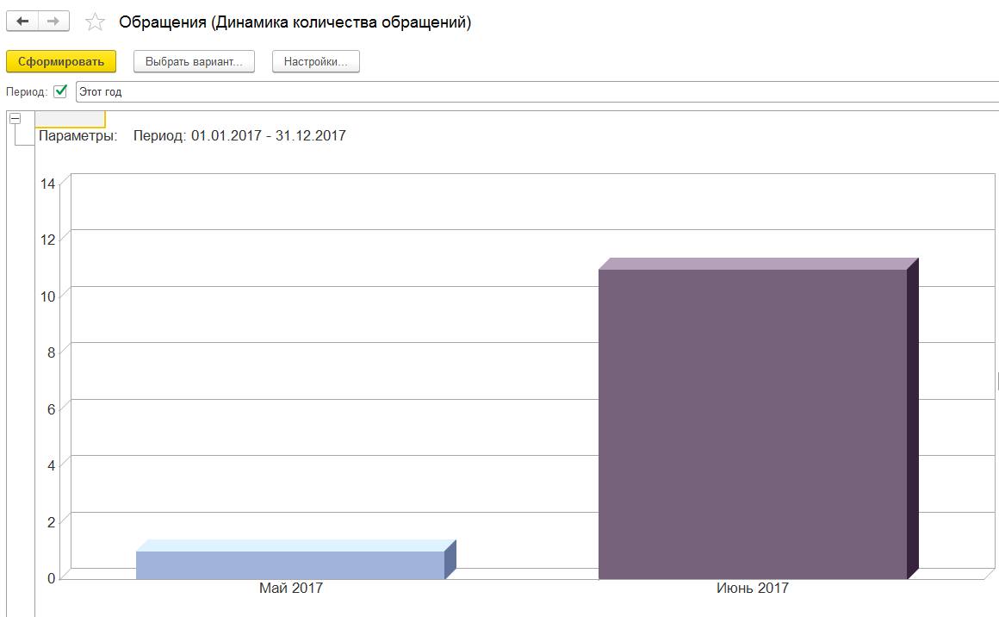 Обращения (Динамика количества обращений)
Сформировать Выбрать вариант... Настройки...
Период: Этот год
Параметры: Период: 01.01.2017 - 31.12.2017
14
12
10
8
6
4
2
0
Май 2017 Июнь 2017